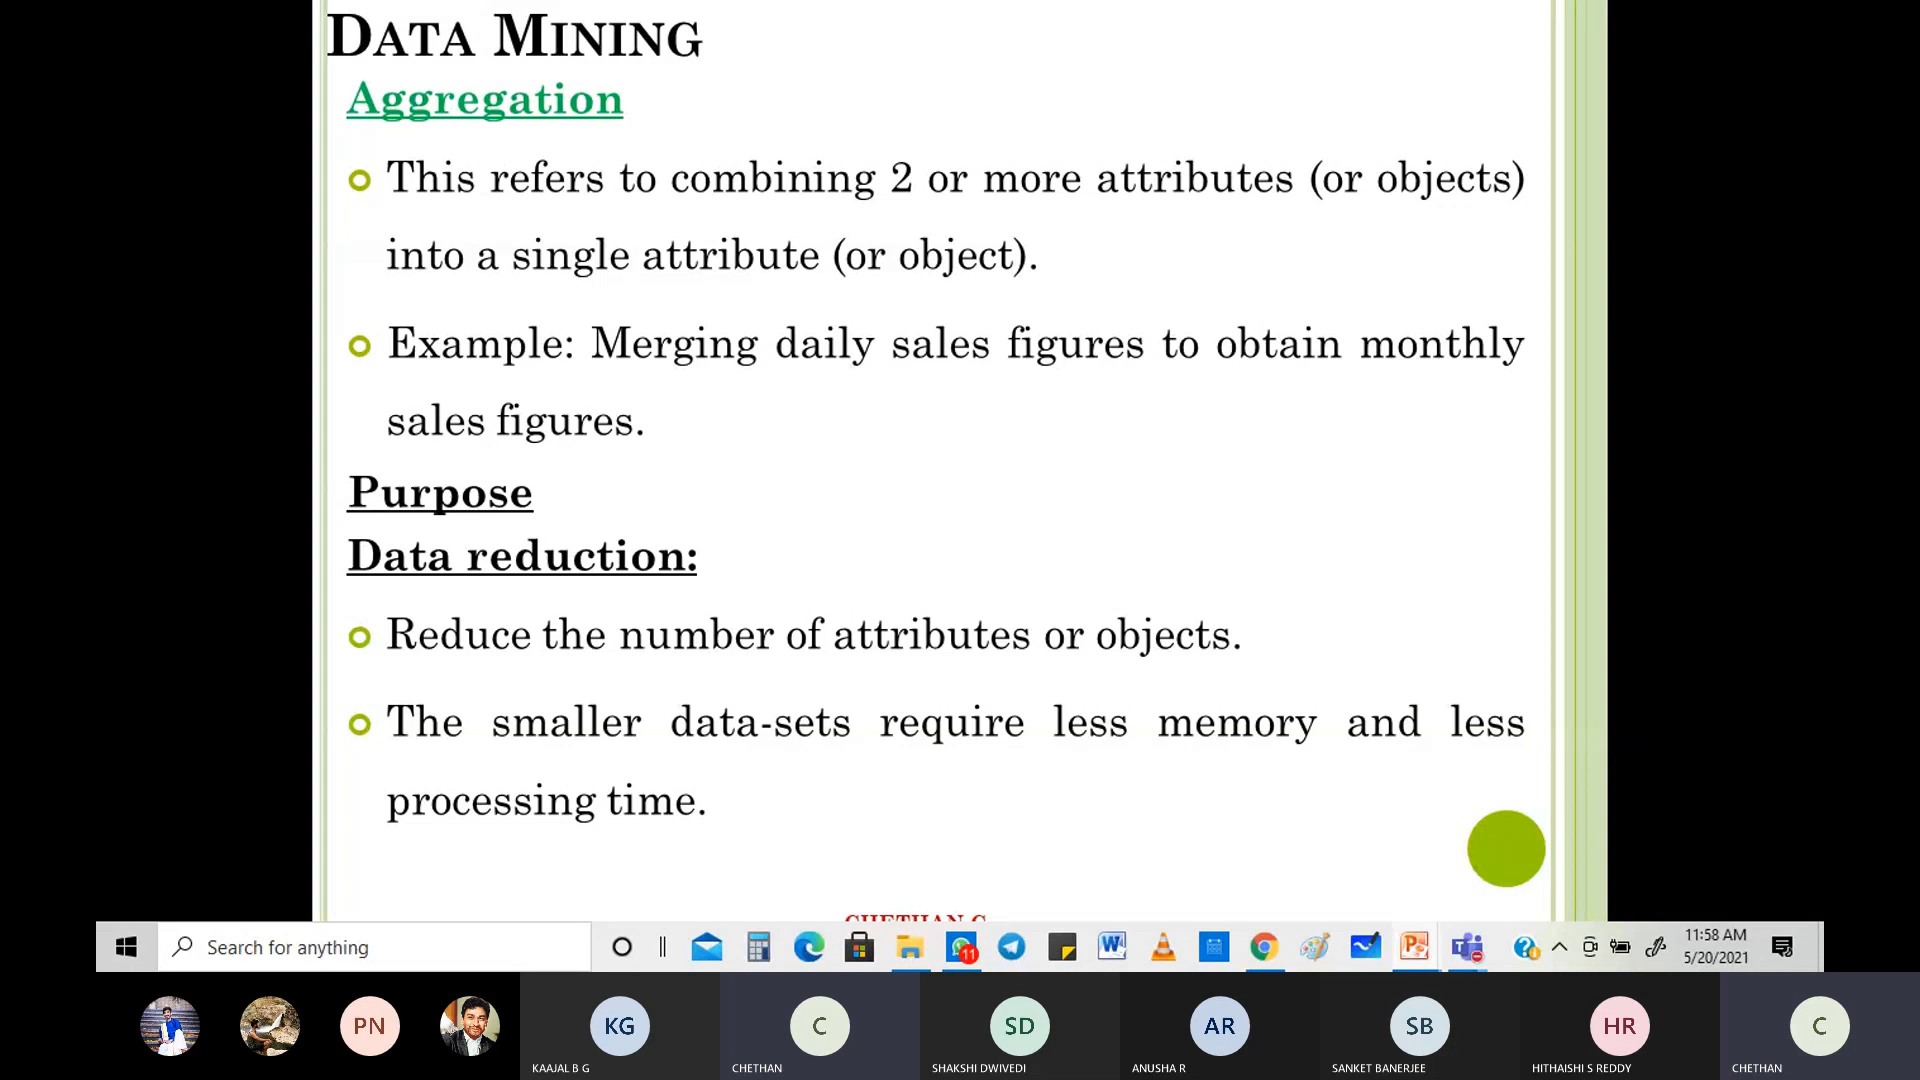 DATA MINING
Aggregation
This refers to combining 2 or more attributes (or objects)
into a single attribute (or object).
Example: Merging daily sales figures to obtain monthly
sales figures.
Purpose
Data reduction:
Reduce the number of attributes or objects.
The smaller data-sets require less memory and less
processing time.
CHETHAN C
Search for anything
11
11:58 AM
5/20/2021
PN
KG
C
SD
AR
SB
HR
C
KAAJAL B G
CHETHAN
SHAKSHI DWIVEDI
ANUSHA R
SANKET BANERJEE
HITHAISHI S REDDY
CHETHAN